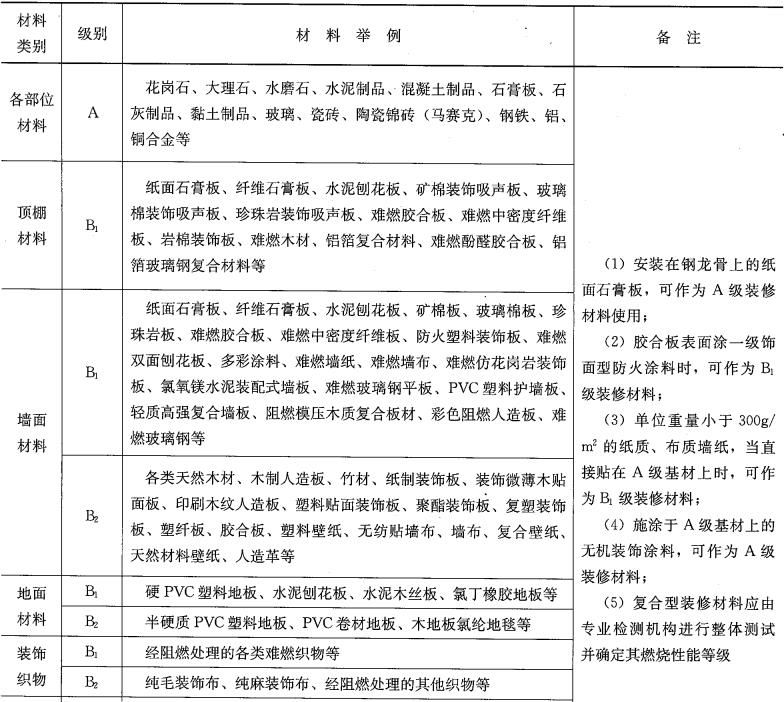 材料
类别
级别
材 料 举 例
备 注
各部位
材料
A
花岗石、大理石、水磨石、水泥制品、混凝土制品、石膏板、石
灰制品、黏土制品、玻璃、瓷砖、陶瓷锦砖（马赛克）、钢铁、铝、
铜合金等
顶棚
材料
B₁
纸面石膏板、纤维石膏板、水泥刨花板、矿棉装饰吸声板、玻璃
棉装饰吸声板、珍珠岩装饰吸声板、难燃胶合板、难燃中密度纤维
板、岩棉装饰板、难燃木材、铝箔复合材料、难燃酚醛胶合板、铝
箔玻璃钢复合材料等
墙面
材料
B₁
纸面石膏板、纤维石膏板、水泥刨花板、矿棉板、玻璃棉板、珍
珠岩板、难燃胶合板、难燃中密度纤维板、防火塑料装饰板、难燃
双面刨花板、多彩涂料、难燃墙纸、难燃墙布、难燃仿花岗岩装饰
板、氯氧镁水泥装配式墙板、难燃玻璃钢平板、PVC 塑料护墙板、
轻质高强复合墙板、阻燃模压木质复合板材、彩色阻燃人造板、难
燃玻璃钢等
B₂
各类天然木材、木制人造板、竹材、纸制装饰板、装饰微薄木贴
面板、印刷木纹人造板、塑料贴面装饰板、聚酯装饰板、复塑装饰
板、塑纤板、胶合板、塑料壁纸、无纺贴墙布、墙布、复合壁纸、
天然材料壁纸、人造革等
地面
材料
B₁
硬 PVC 塑料地板、水泥刨花板、水泥木丝板、氯丁橡胶地板等
B₂
半硬质 PVC 塑料地板、PVC 卷材地板、木地板氯纶地毯等
装饰
织物
B₁
经阻燃处理的各类难燃织物等
B₂
纯毛装饰布、纯麻装饰布、经阻燃处理的其他织物等
（1）安装在钢龙骨上的纸
面石膏板，可作为 A 级装修
材料使用；
（2）胶合板表面涂一级饰
面型防火涂料时，可作为 B₁
级装修材料；
（3）单位重量小于 300g/
m² 的纸质、布质墙纸，当直
接贴在 A 级基材上时，可作
为 B₁ 级装修材料；
（4）施涂于 A 级基材上的
无机装饰涂料，可作为 A 级
装修材料；
（5）复合型装修材料应由
专业检测机构进行整体测试
并确定其燃烧性能等级